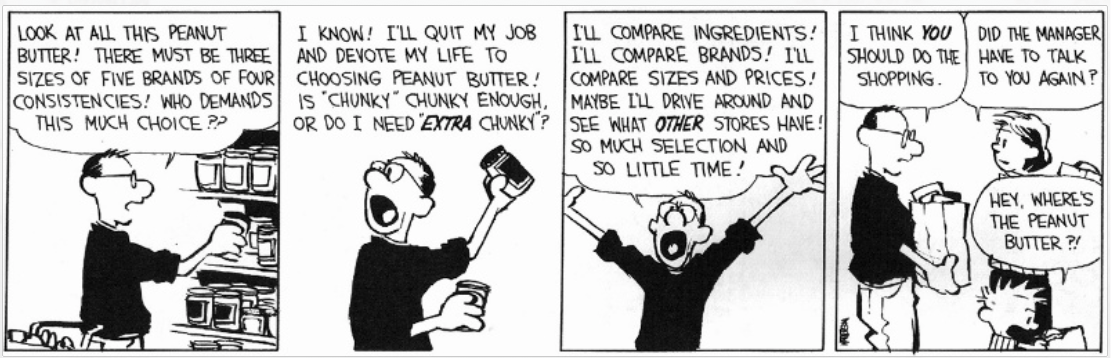 LOOK AT ALL THIS PEANUT
BUTTER! THERE MUST BE THREE
SIZES OF FIVE BRANDS OF FOUR
CONSISTENCIES! WHO DEMANDS
THIS MUCH CHOICE??
I KNOW! I'LL QUIT MY JOB
AND DEVOTE MY LIFE TO
CHOOSING PEANUT BUTTER!
IS "CHUNKY" CHUNKY ENOUGH,
OR DO I NEED "EXTRA CHUNKY"?
I'LL COMPARE INGREDIENTS!
I'LL COMPARE BRANDS! I'LL
COMPARE SIZES AND PRICES!
MAYBE I'LL DRIVE AROUND AND
SEE WHAT OTHER STORES HAVE!
SO MUCH SELECTION AND
SO LITTLE TIME!
I THINK YOU
SHOULD DO THE
SHOPPING.
DID THE MANAGER
HAVE TO TALK
TO YOU AGAIN?
HEY, WHERE'S
THE PEANUT
BUTTER?!